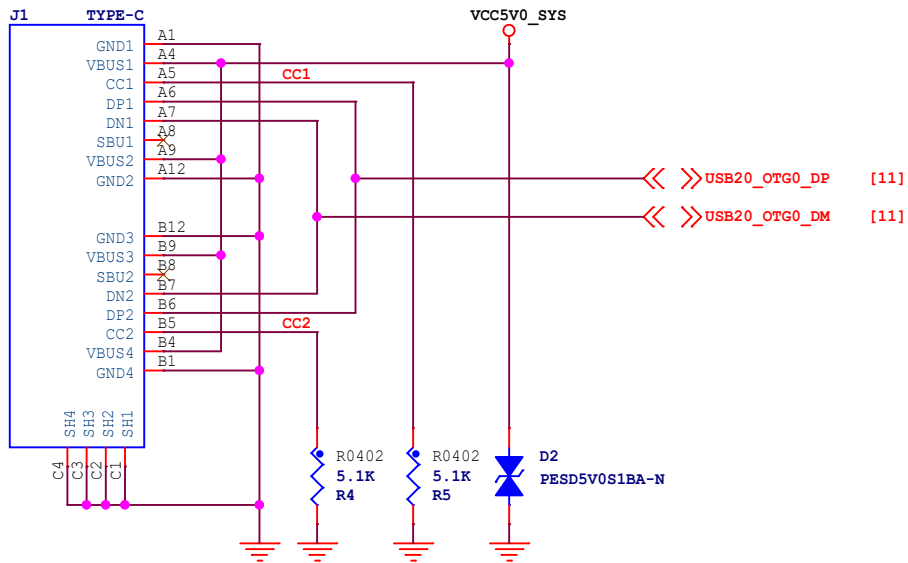 J1 TYPE-C
VCC5V0_SYS
GND1 A1
VBUS1 A4
CC1 A5 CC1
DP1 A6
DN1 A7
SBU1 A8
VBUS2 A9
GND2 A12
USB20_OTG0_DP [11]
USB20_OTG0_DM [11]
GND3 B12
VBUS3 B9
SBU2 B8
DN2 B7
DP2 B6
CC2 B5 CC2
VBUS4 B4
GND4 B1
SH4 SH3 SH2 SH1
C4 C3 C2 C1
R0402
5.1K
R4
R0402
5.1K
R5
D2
PESD5V0S1BA-N